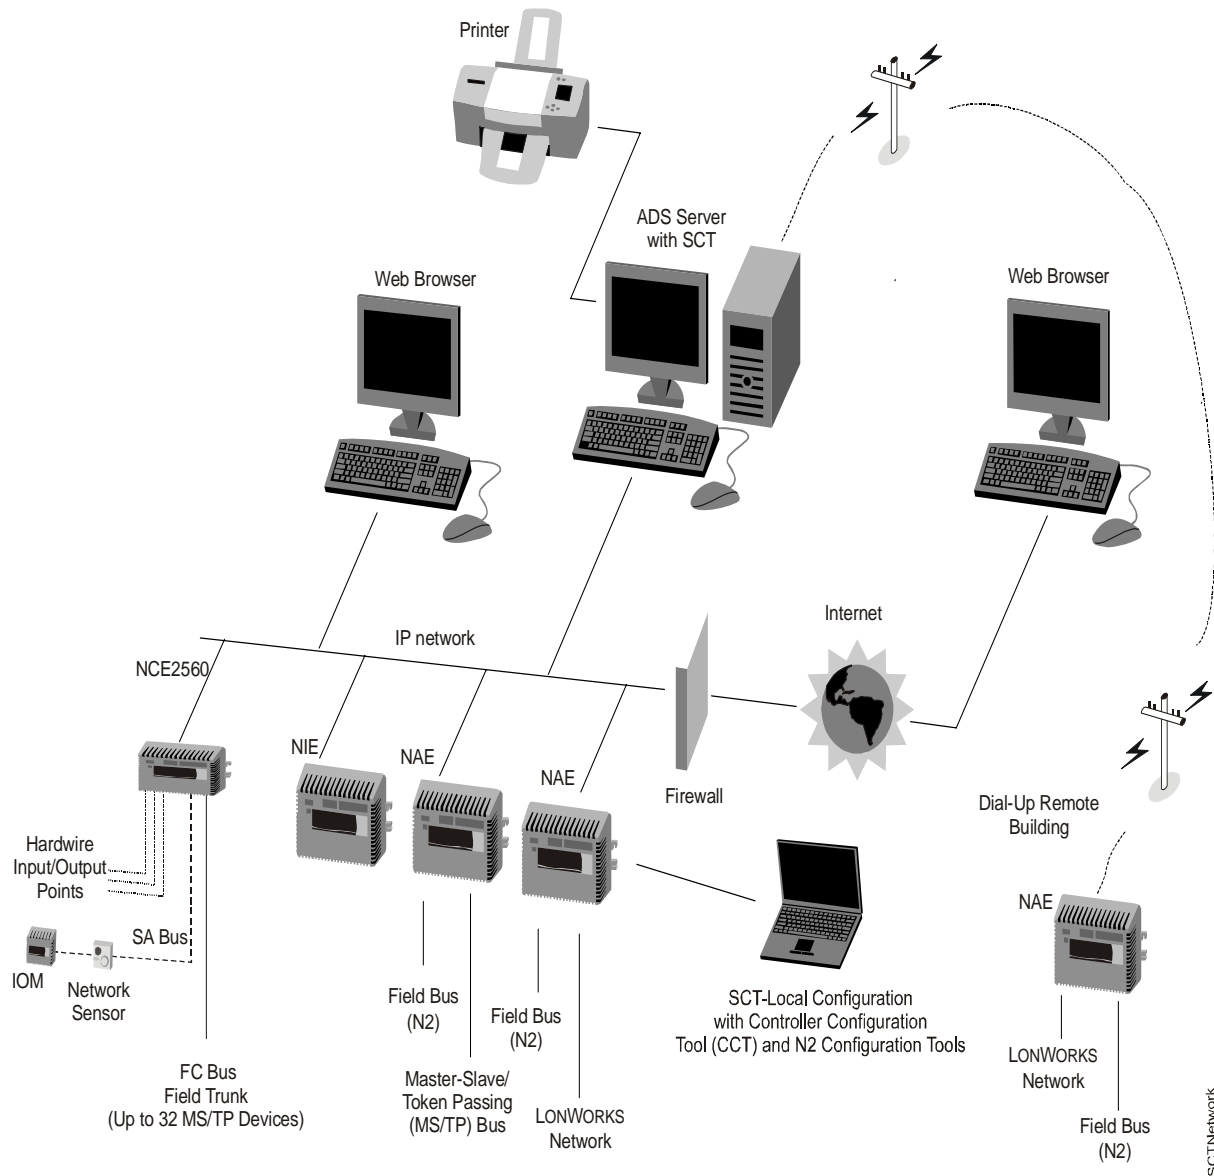 Printer
ADS Server
with SCT
Web Browser
Web Browser
Internet
IP network
NCE2560
NIE
NAE
NAE
Firewall
Dial-Up Remote
Building
Hardwire
Input/Output
Points
SA Bus
NAE
IOM
Network
Sensor
Field Bus
(N2)
Field Bus
(N2)
SCT-Local Configuration
with Controller Configuration
Tool (CCT) and N2 Configuration Tools
LONWORKS
Network
FC Bus
Field Trunk
(Up to 32 MS/TP Devices)
Master-Slave/
Token Passing
(MS/TP) Bus
LONWORKS
Network
Field Bus
(N2)
SCTNetwork